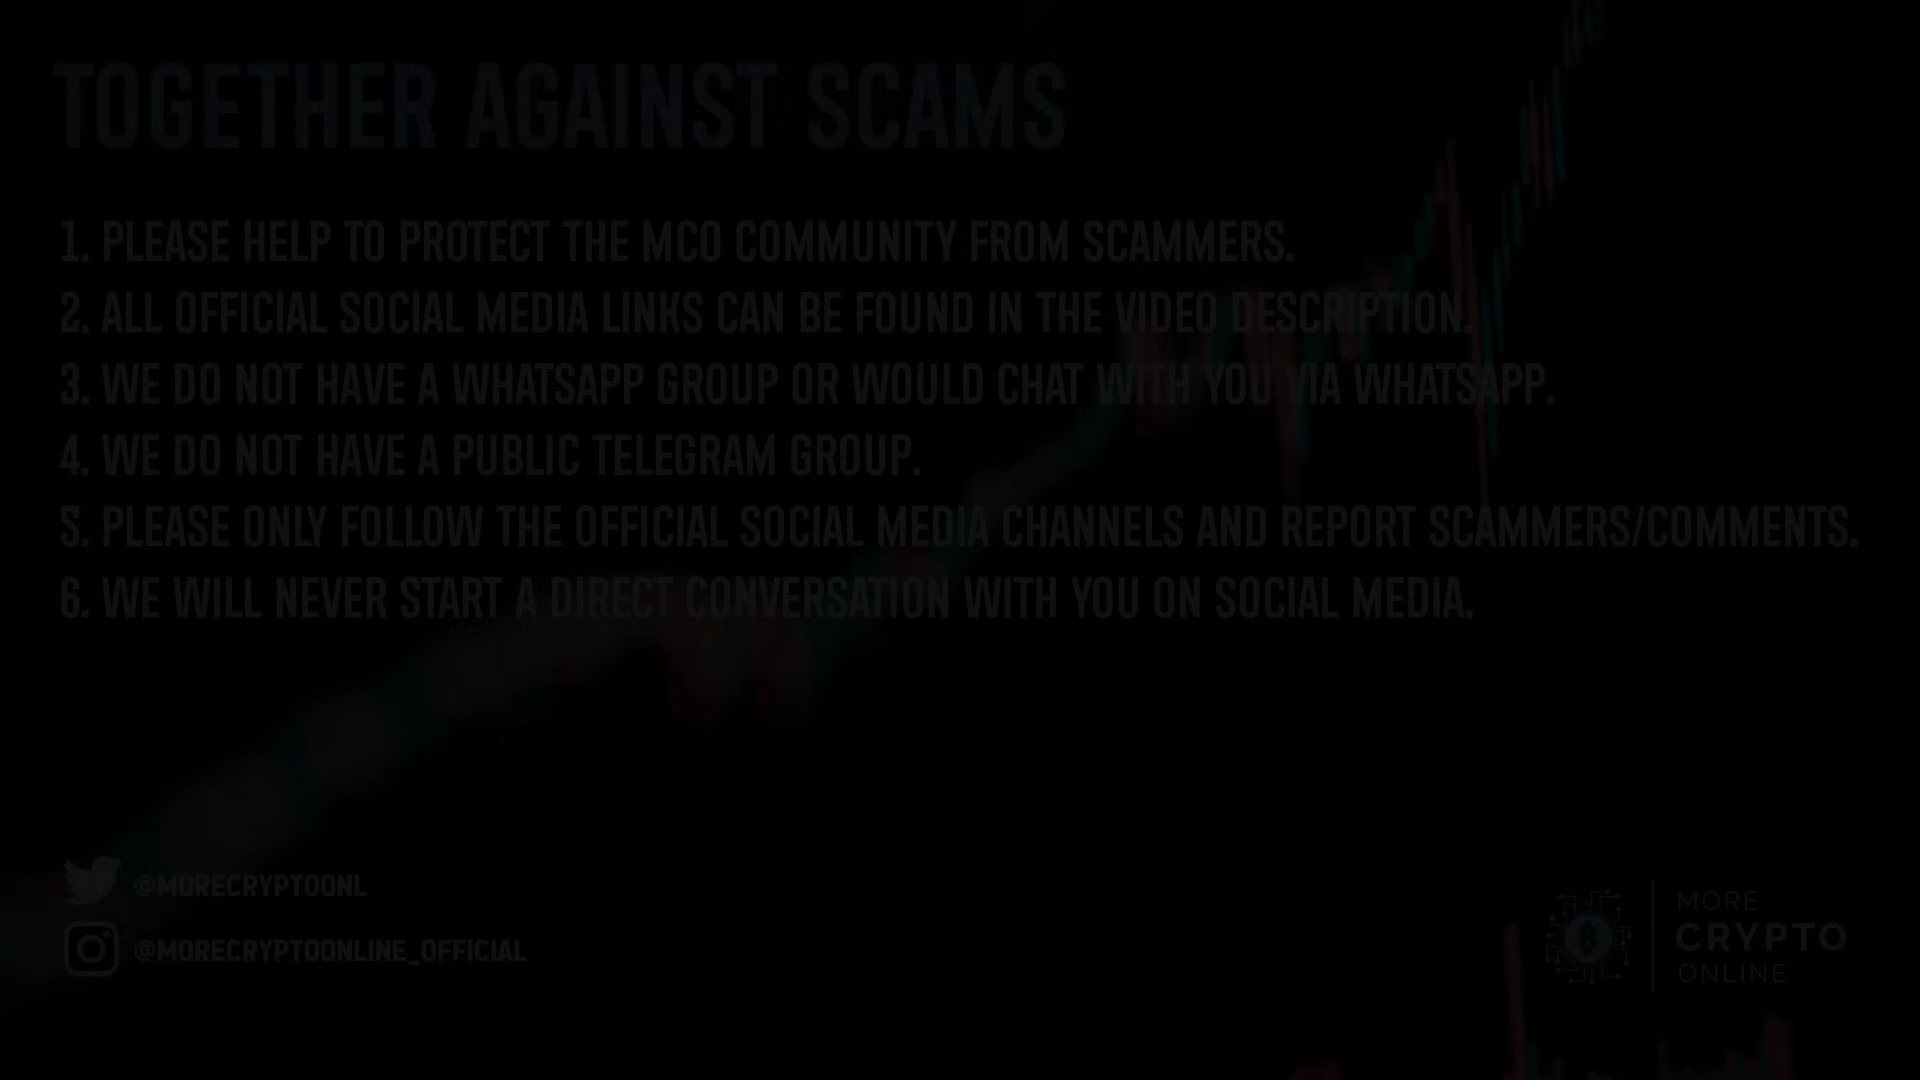 TOGETHER AGAINST SCAMS
1. PLEASE HELP TO PROTECT THE MCO COMMUNITY FROM SCAMMERS.
2. ALL OFFICIAL SOCIAL MEDIA LINKS CAN BE FOUND IN THE VIDEO DESCRIPTION.
3. WE DO NOT HAVE A WHATSAPP GROUP OR WOULD CHAT WITH YOU VIA WHATSAPP.
4. WE DO NOT HAVE A PUBLIC TELEGRAM GROUP.
5. PLEASE ONLY FOLLOW THE OFFICIAL SOCIAL MEDIA CHANNELS AND REPORT SCAMMERS/COMMENTS.
6. WE WILL NEVER START A DIRECT CONVERSATION WITH YOU ON SOCIAL MEDIA.
@MORECRYPTOONL
@MORECRYPTOONLINE_OFFICIAL
MORE
CRYPTO
ONLINE